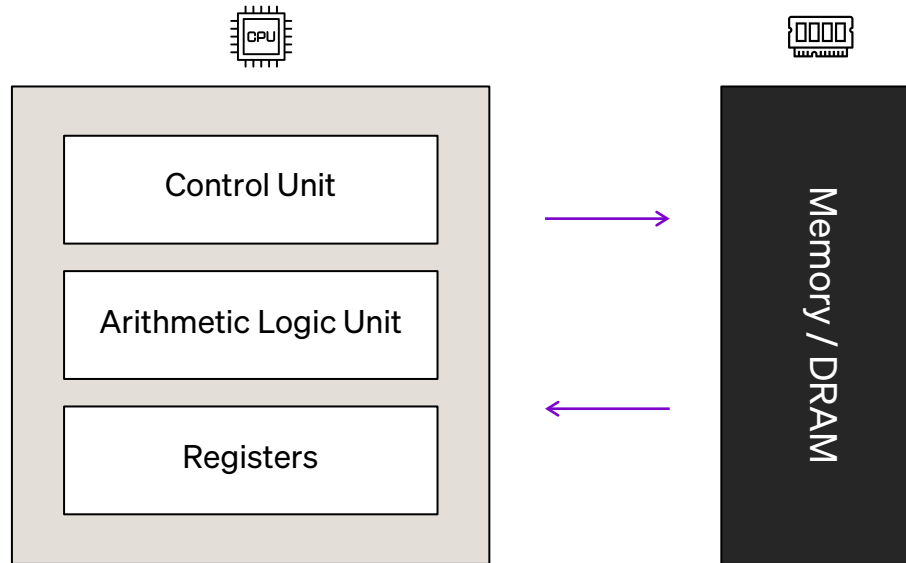 CPU
Control Unit
Arithmetic Logic Unit
Registers
Memory / DRAM